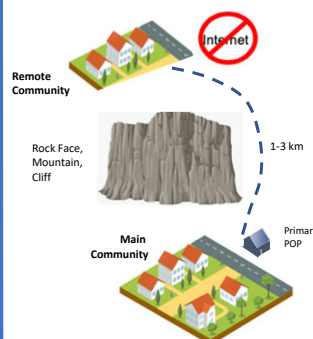 Internet
Remote
Community
Rock Face,
Mountain,
Cliff
1-3 km
Primar
POP
Main
Community